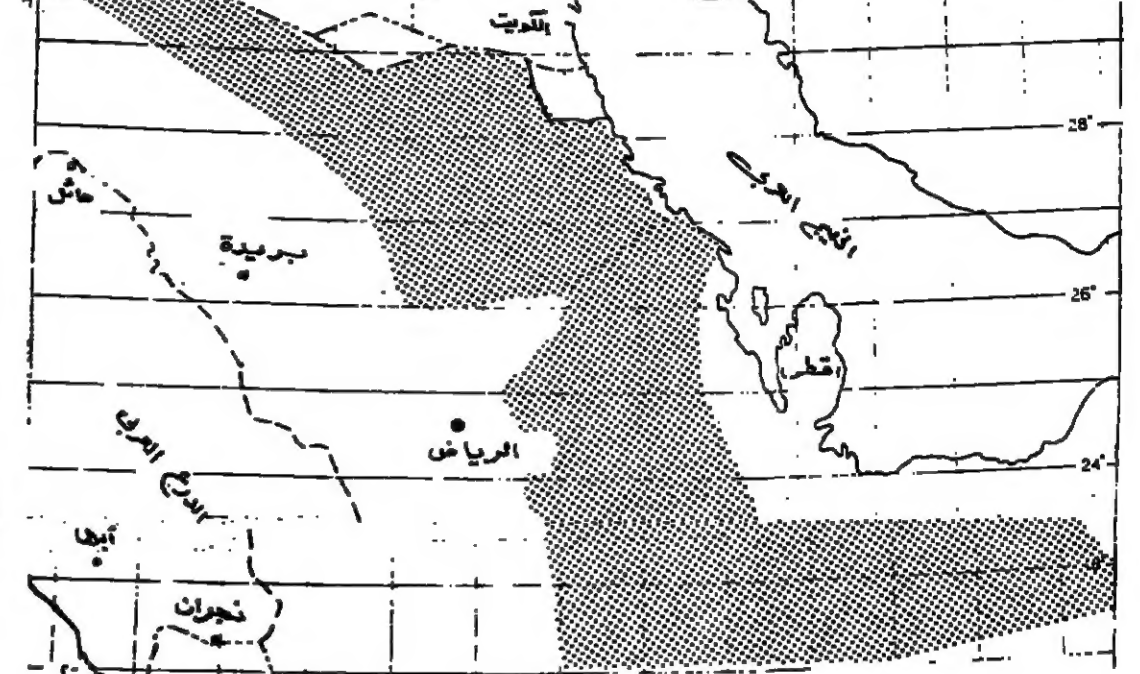 الكويت
28°
حائل
الخليج العربي
بريدة
26°
قطر
الرياض
الدرع العربي
24°
أبها
نجران